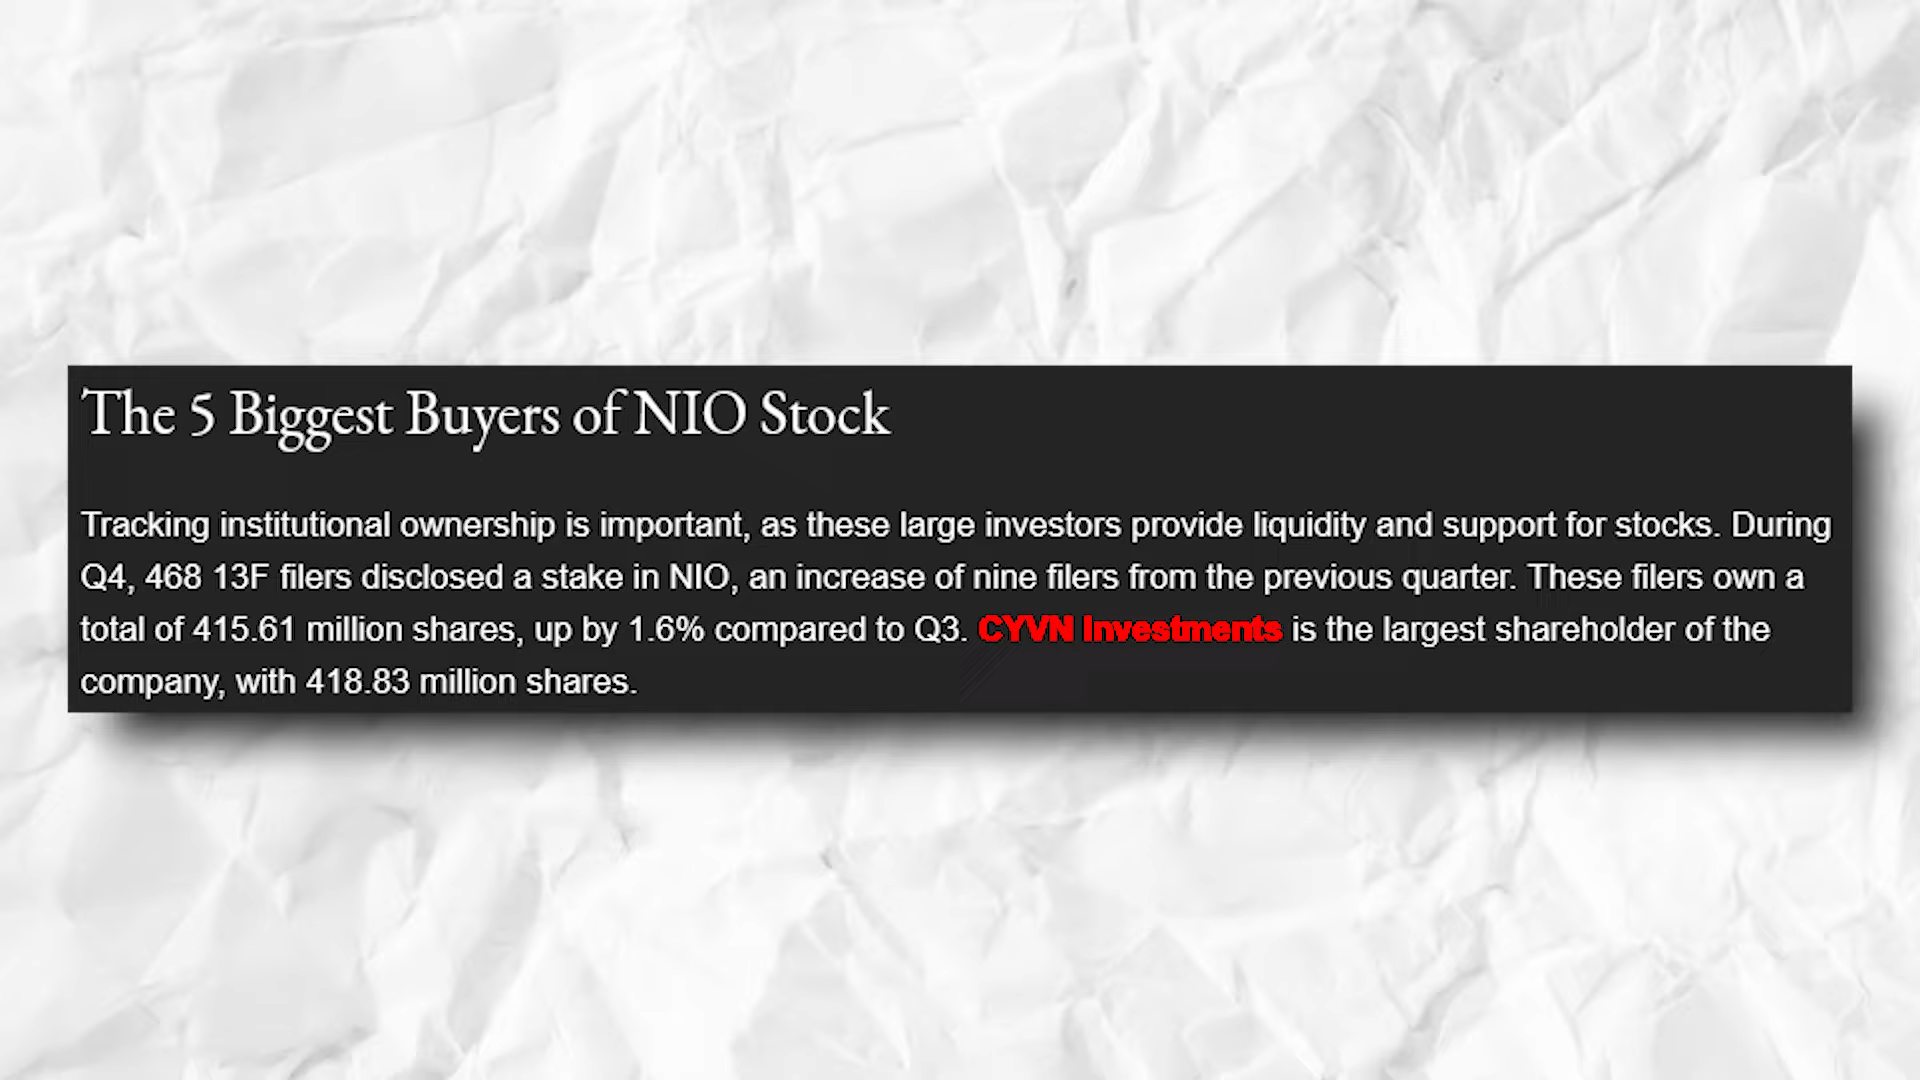 The 5 Biggest Buyers of NIO Stock
Tracking institutional ownership is important, as these large investors provide liquidity and support for stocks. During
Q4, 468 13F filers disclosed a stake in NIO, an increase of nine filers from the previous quarter. These filers own a
total of 415.61 million shares, up by 1.6% compared to Q3. CYVN Investments is the largest shareholder of the
company, with 418.83 million shares.